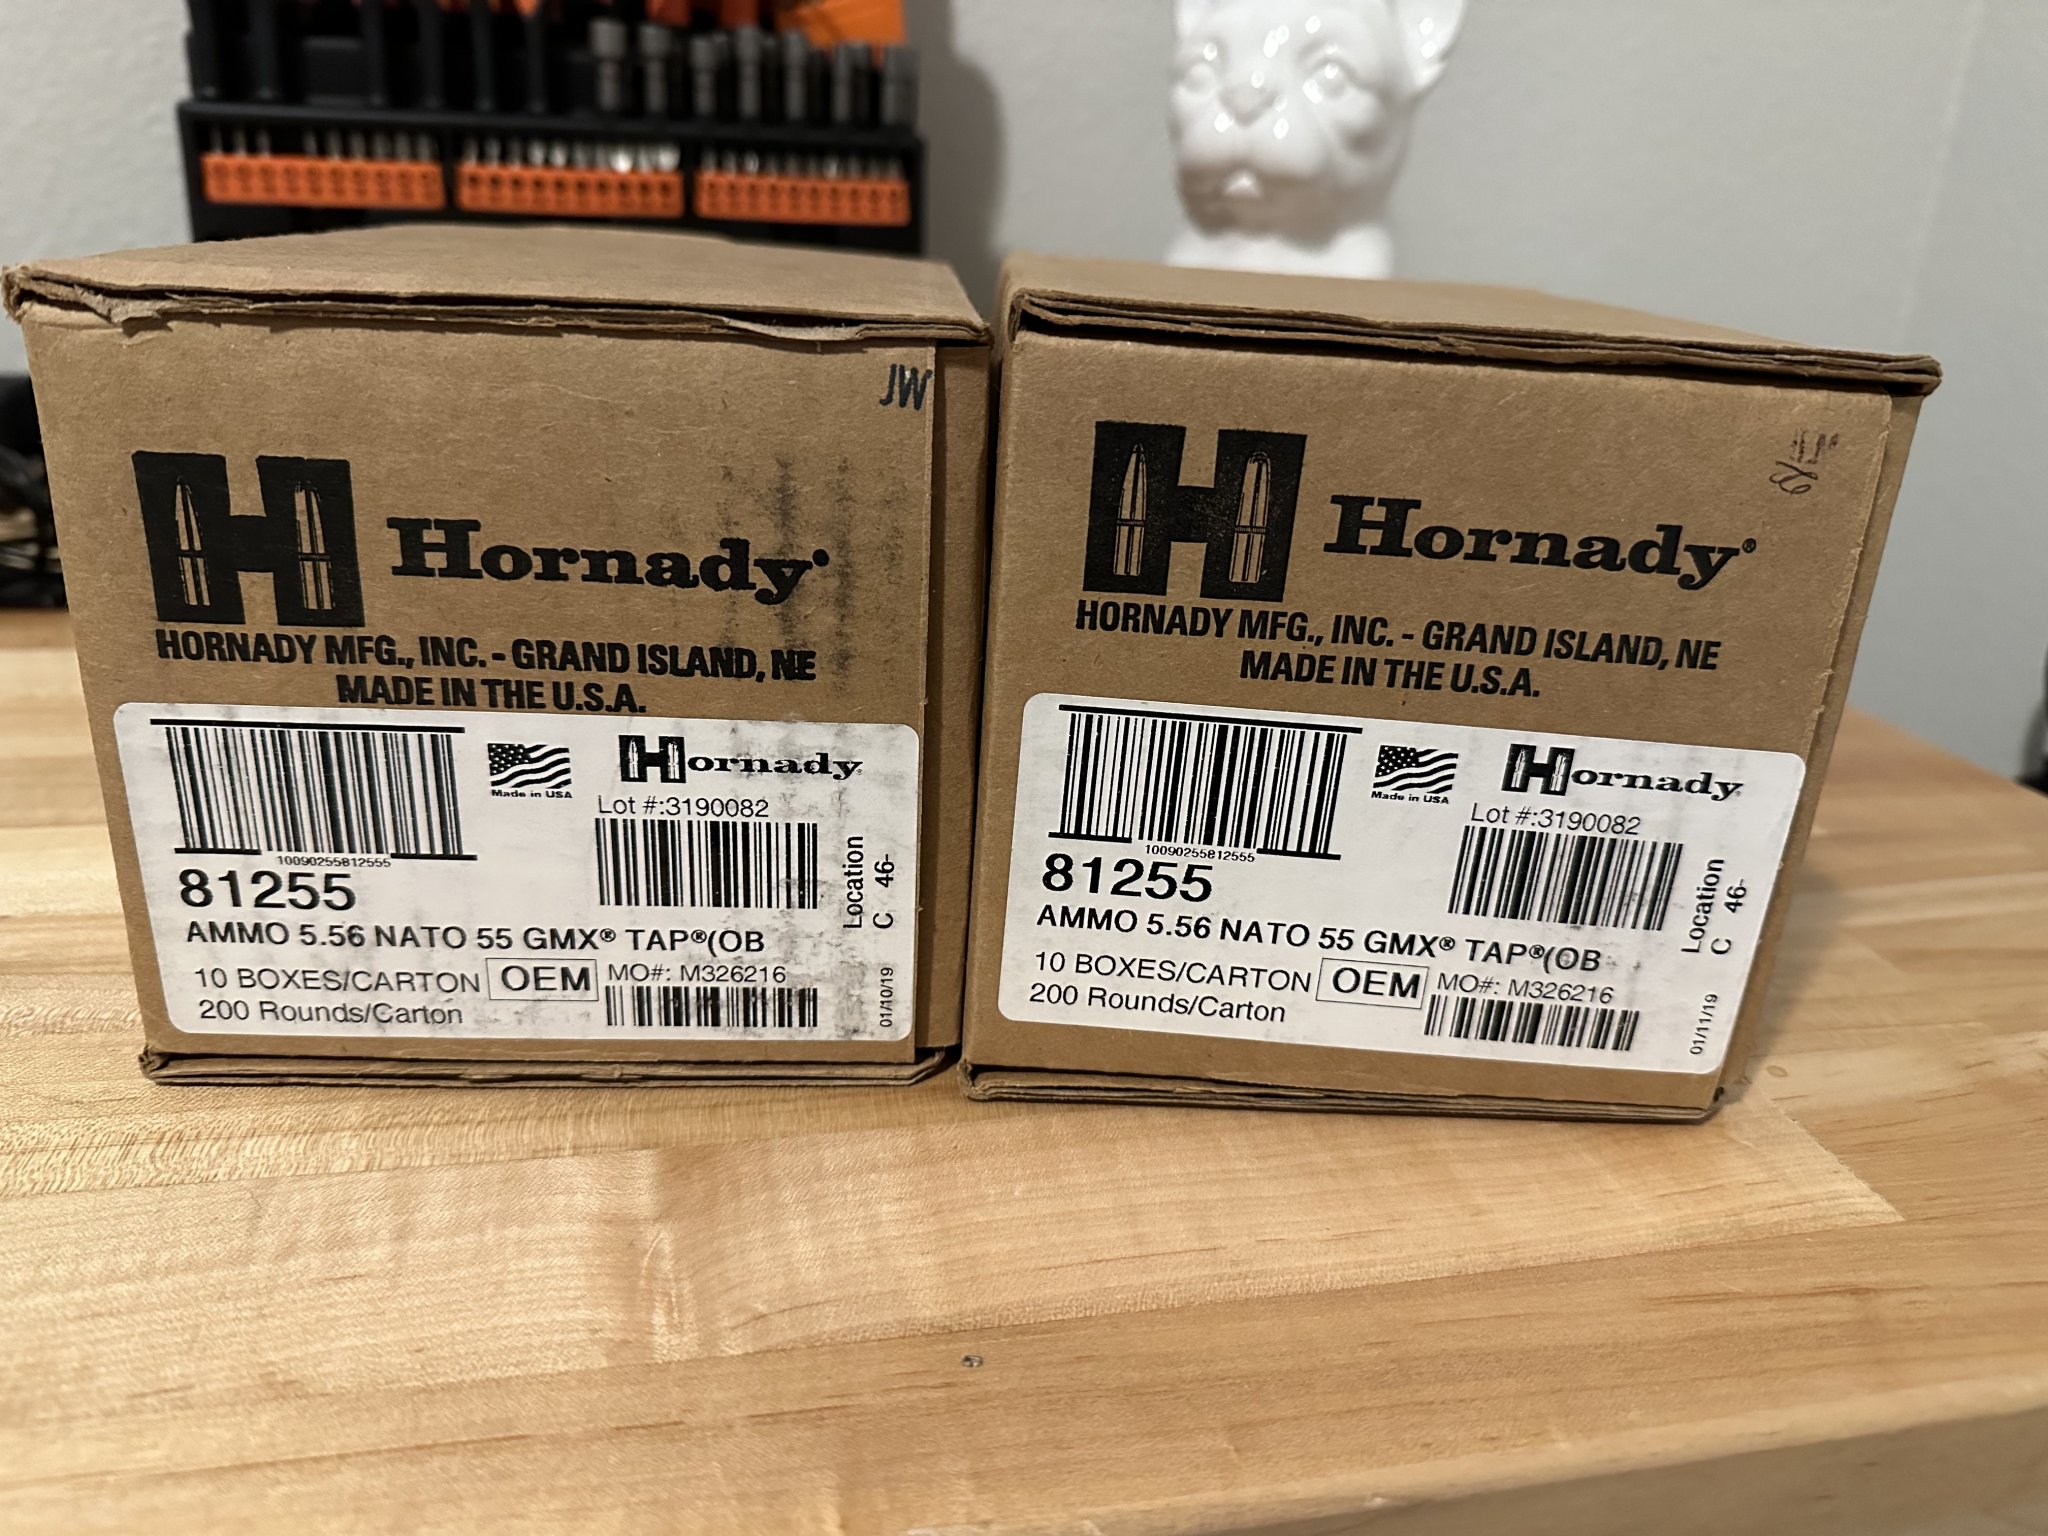 JW
Hornady
HORNADY MFG., INC. - GRAND ISLAND, NE
MADE IN THE U.S.A.
Made in USA
Hornady
Lot #:3190082
10090255812555
81255
AMMO 5.56 NATO 55 GMX® TAP®(OB
10 BOXES/CARTON OEM MO#: M326216
200 Rounds/Carton
Location
C 46-
01/10/19
Hornady®
HORNADY MFG., INC. - GRAND ISLAND, NE
MADE IN THE U.S.A.
Made in USA
Hornady
Lot #:3190082
10090255812555
81255
AMMO 5.56 NATO 55 GMX® TAP®(OB
10 BOXES/CARTON OEM MO#: M326216
200 Rounds/Carton
Location
C 46-
01/11/19